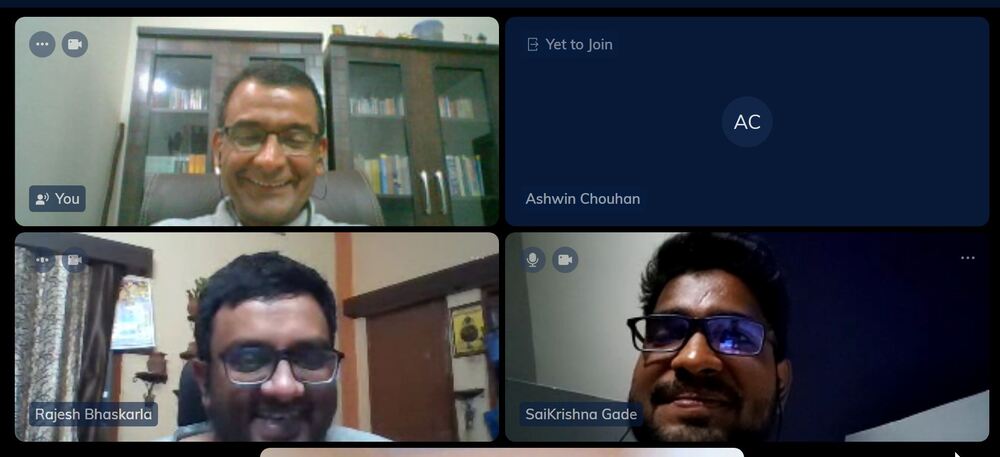 You
Yet to Join
AC
Ashwin Chouhan
Rajesh Bhaskarla
SaiKrishna Gade